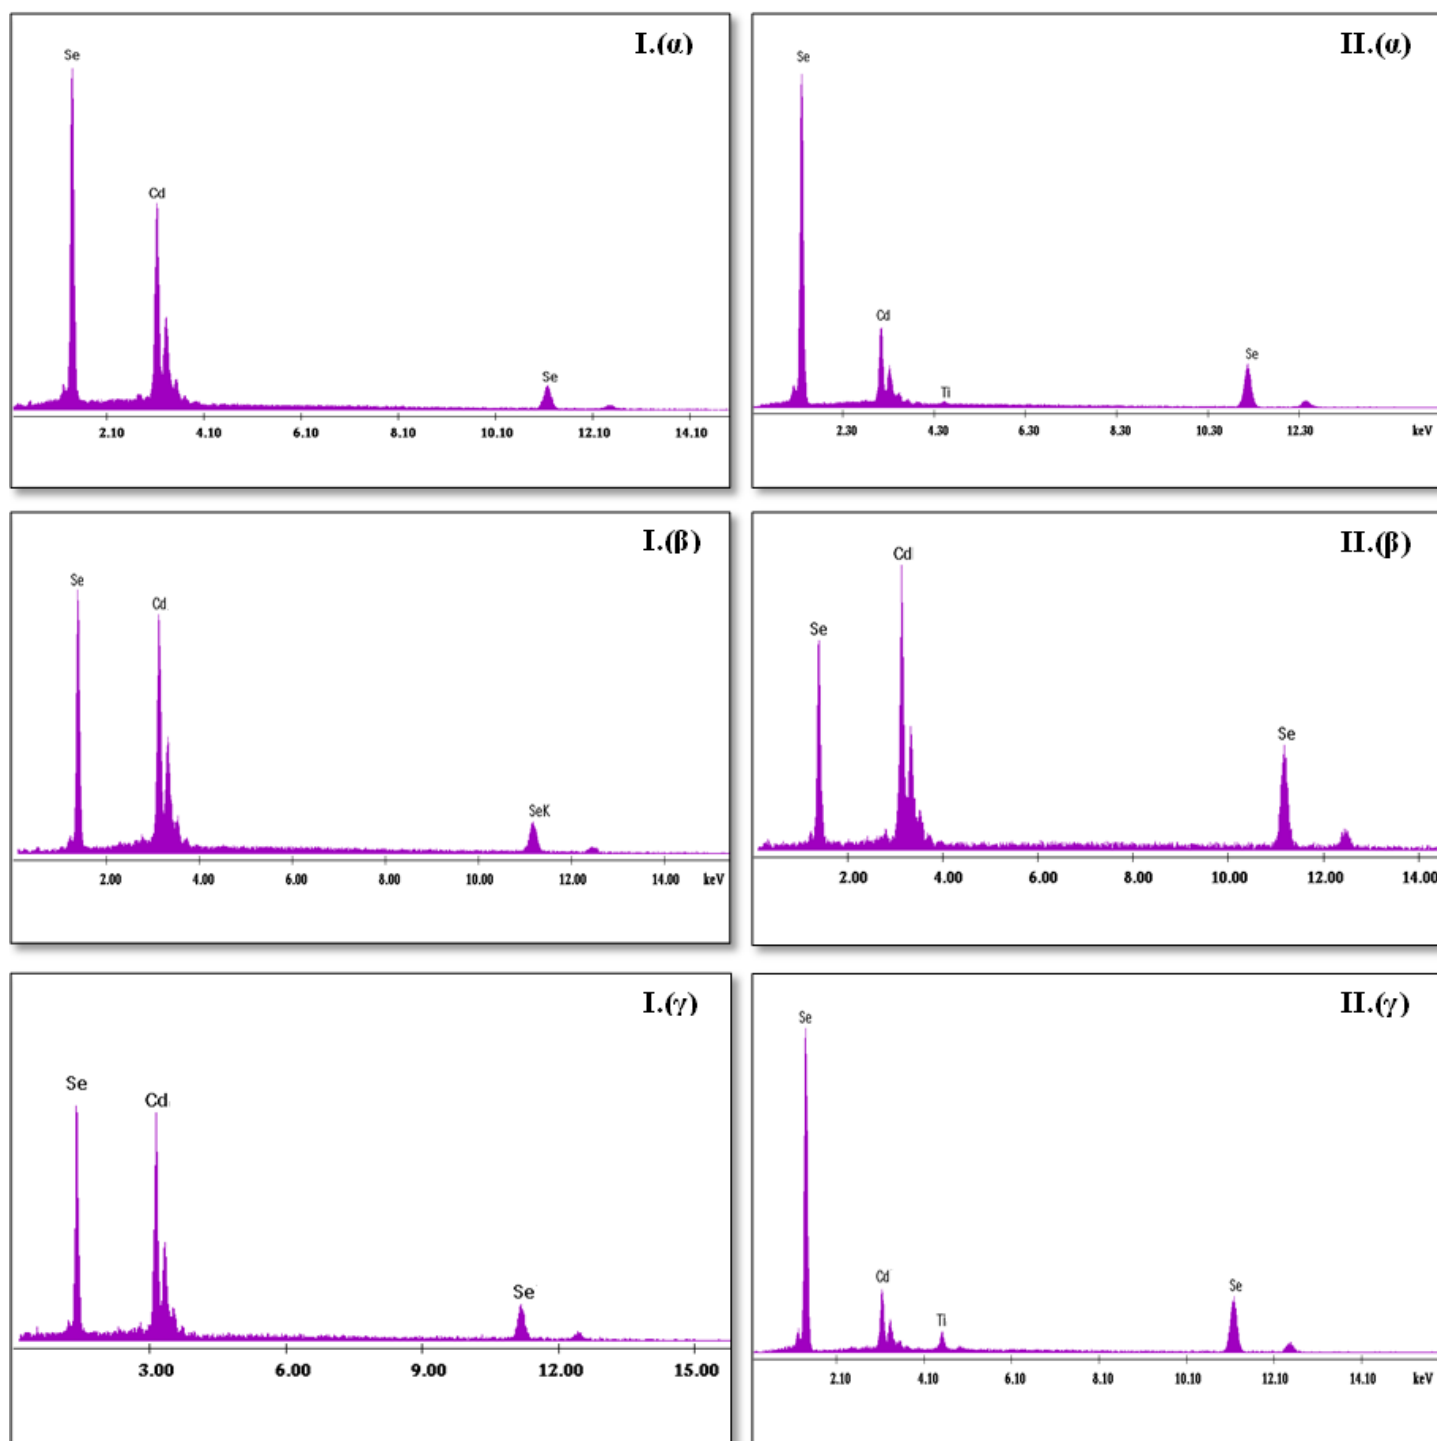 I.(α)
Se
Cd
Se
2.10 4.10 6.10 8.10 10.10 12.10 14.10
II.(α)
Se
Cd
Ti
Se
2.30 4.30 6.30 8.30 10.30 12.30 keV
I.(β)
Se
Cd
SeK
2.00 4.00 6.00 8.00 10.00 12.00 14.00 keV
II.(β)
Cd
Se
Se
2.00 4.00 6.00 8.00 10.00 12.00 14.00
I.(γ)
Se
Cd
Se
3.00 6.00 9.00 12.00 15.00
II.(γ)
Se
Cd
Ti
Se
2.10 4.10 6.10 8.10 10.10 12.10 14.10 keV